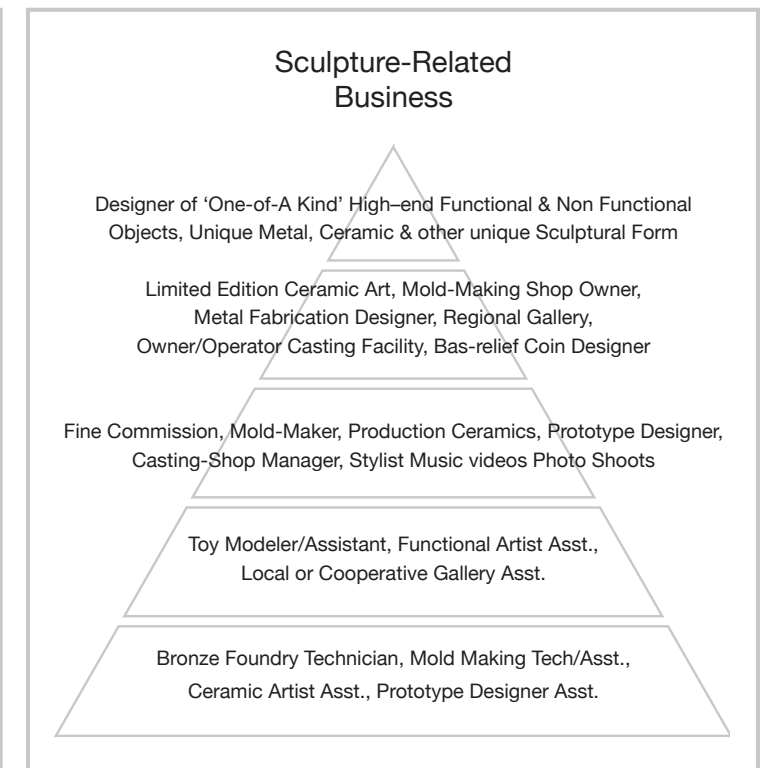 Sculpture-Related
Business
Designer of ‘One-of-A Kind’ High–end Functional & Non Functional
Objects, Unique Metal, Ceramic & other unique Sculptural Form
Limited Edition Ceramic Art, Mold-Making Shop Owner,
Metal Fabrication Designer, Regional Gallery,
Owner/Operator Casting Facility, Bas-relief Coin Designer
Fine Commission, Mold-Maker, Production Ceramics, Prototype Designer,
Casting-Shop Manager, Stylist Music videos Photo Shoots
Toy Modeler/Assistant, Functional Artist Asst.,
Local or Cooperative Gallery Asst.
Bronze Foundry Technician, Mold Making Tech/Asst.,
Ceramic Artist Asst., Prototype Designer Asst.